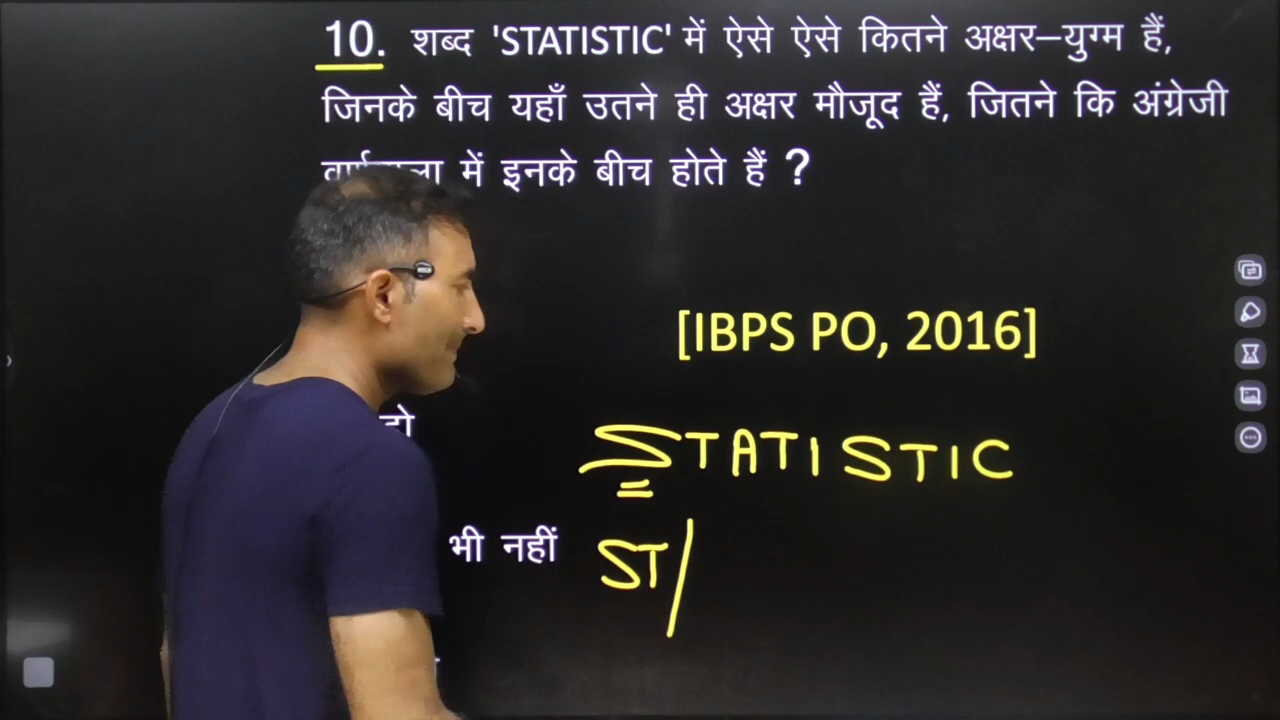 10. शब्द 'STATISTIC' में ऐसे ऐसे कितने अक्षर–युग्म हैं,
जिनके बीच यहाँ उतने ही अक्षर मौजूद हैं, जितने कि अंग्रेजी
में इनके बीच होते हैं ?
[IBPS PO, 2016]
STATISTIC
भी नहीं
ST/